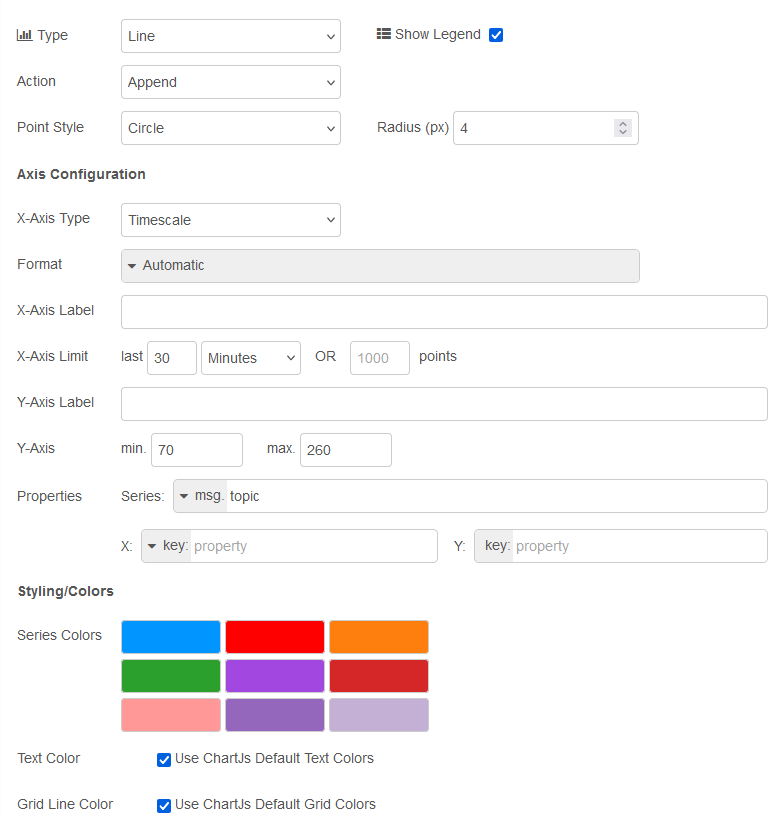 Type Line Show Legend
Action Append
Point Style Circle Radius (px) 4
Axis Configuration
X-Axis Type Timescale
Format Automatic
X-Axis Label
X-Axis Limit last 30 Minutes OR 1000 points
Y-Axis Label
Y-Axis min. 70 max. 260
Properties Series: msg. topic
X: key: property Y: key: property
Styling/Colors
Series Colors
Text Color Use ChartJs Default Text Colors
Grid Line Color Use ChartJs Default Grid Colors